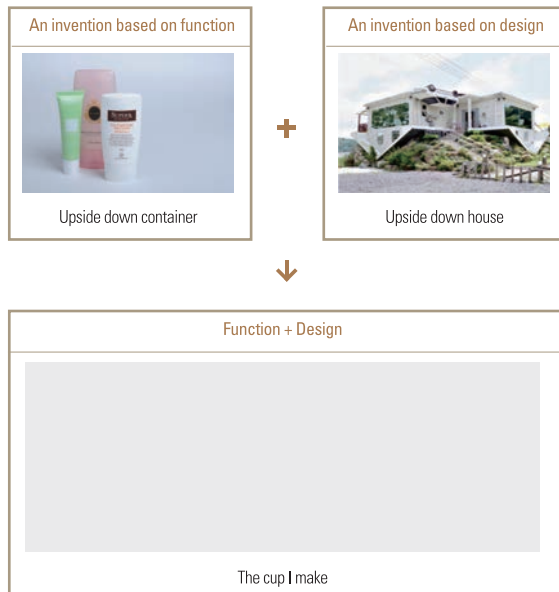 An invention based on function
An invention based on design
Upside down container
Upside down house
Function + Design
The cup I make